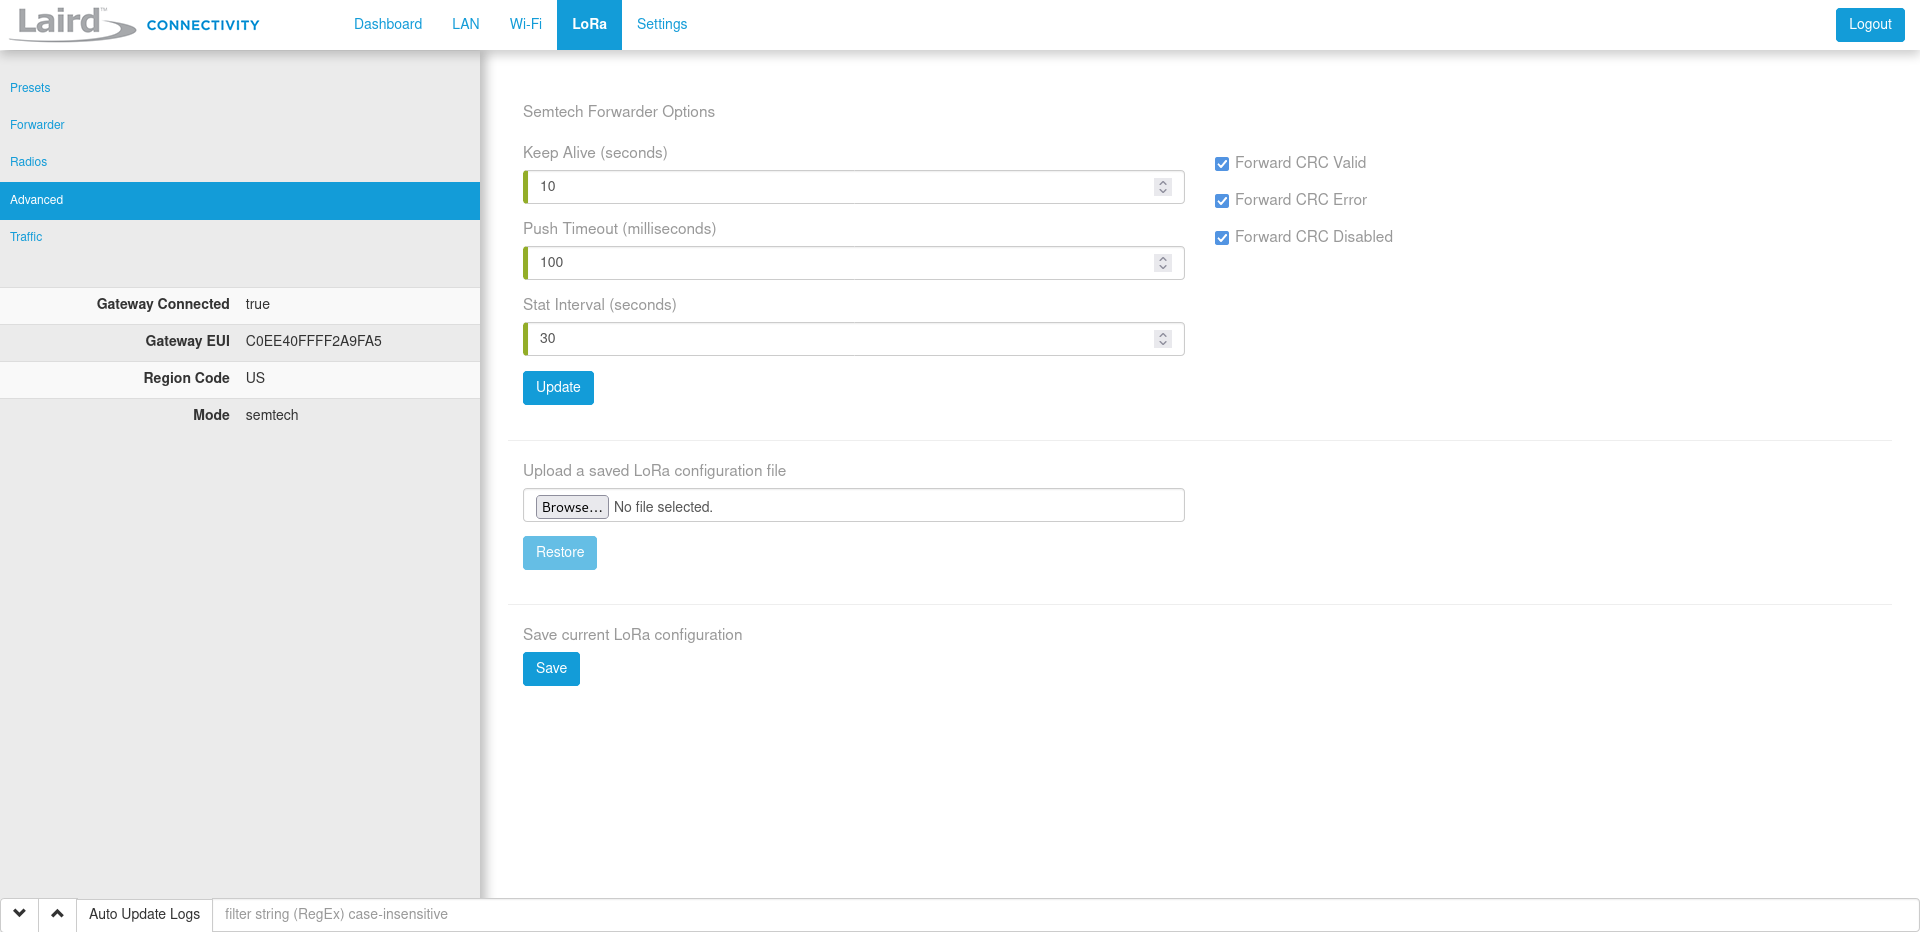 Laird™ CONNECTIVITY
Dashboard LAN Wi-Fi LoRa Settings Logout
Presets
Forwarder
Radios
Advanced
Traffic
Gateway Connected true
Gateway EUI C0EE40FFFF2A9FA5
Region Code US
Mode semtech
Semtech Forwarder Options
Keep Alive (seconds)
10
Push Timeout (milliseconds)
100
Stat Interval (seconds)
30
Update
Forward CRC Valid
Forward CRC Error
Forward CRC Disabled
Upload a saved LoRa configuration file
Browse... No file selected.
Restore
Save current LoRa configuration
Save
Auto Update Logs filter string (RegEx) case-insensitive